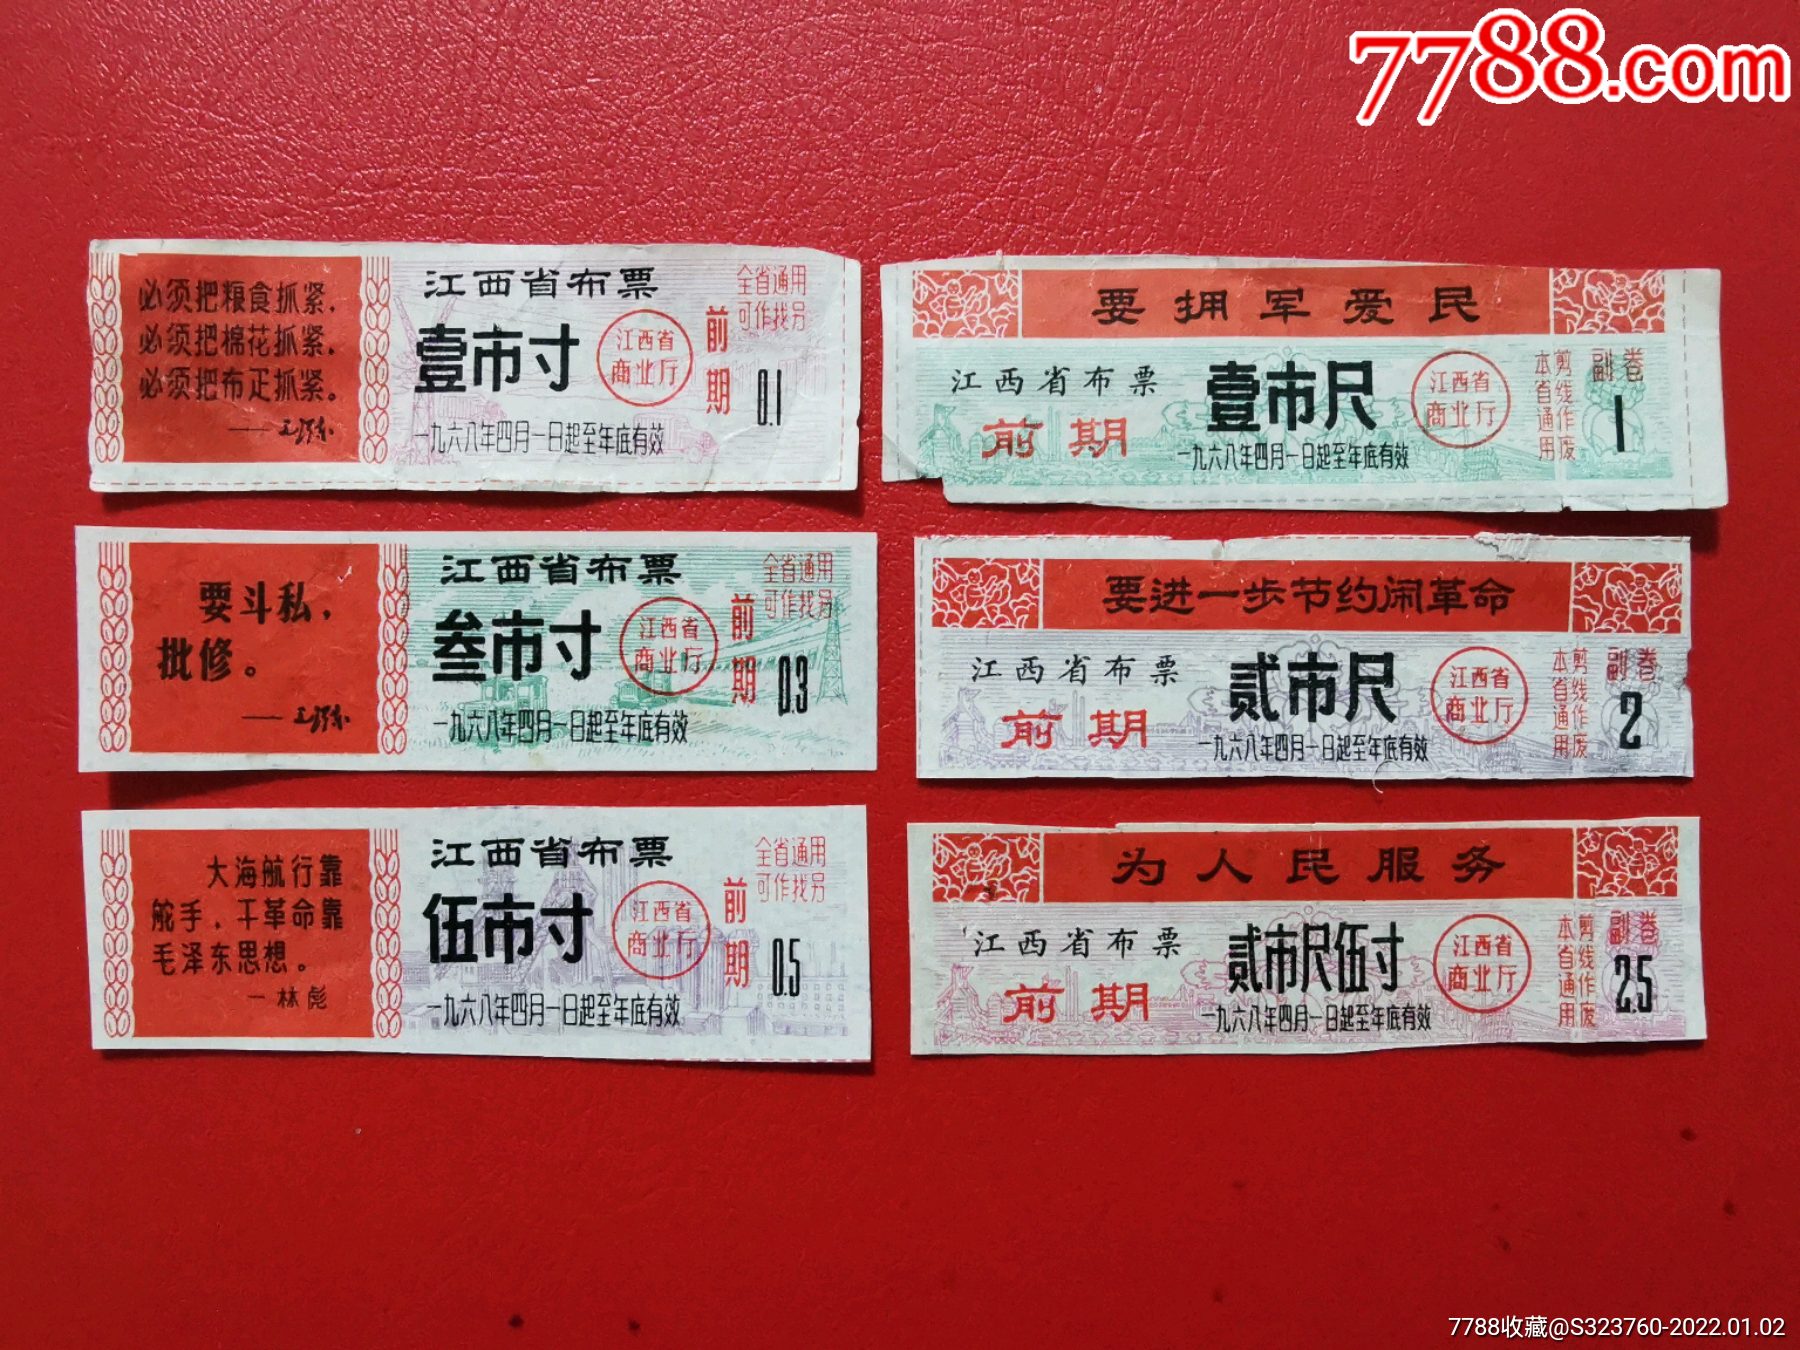 7788.com
必须把粮食抓紧，
必须把棉花抓紧。
必须把布疋抓紧。
——毛泽东
江西省布票
壹市寸
江西省
商业厅
前期
全省通用
可作找另
0.1
一九六八年四月一日起至年底有效
要斗私，
批修。
——毛泽东
江西省布票
叁市寸
江西省
商业厅
前期
全省通用
可作找另
0.3
一九六八年四月一日起至年底有效
大海航行靠
舵手，干革命靠
毛泽东思想。
—林彪
江西省布票
伍市寸
江西省
商业厅
前期
全省通用
可作找另
0.5
一九六八年四月一日起至年底有效
要拥军爱民
江西省布票
前期
壹市尺
江西省
商业厅
一九六八年四月一日起至年底有效
剪线作废
本省通用
副卷
1
要进一步节约闹革命
江西省布票
前期
贰市尺
江西省
商业厅
一九六八年四月一日起至年底有效
剪线作废
本省通用
副卷
2
为人民服务
江西省布票
前期
贰市尺伍寸
江西省
商业厅
一九六八年四月一日起至年底有效
剪线作废
本省通用
副卷
2.5
7788收藏@S323760-2022.01.02